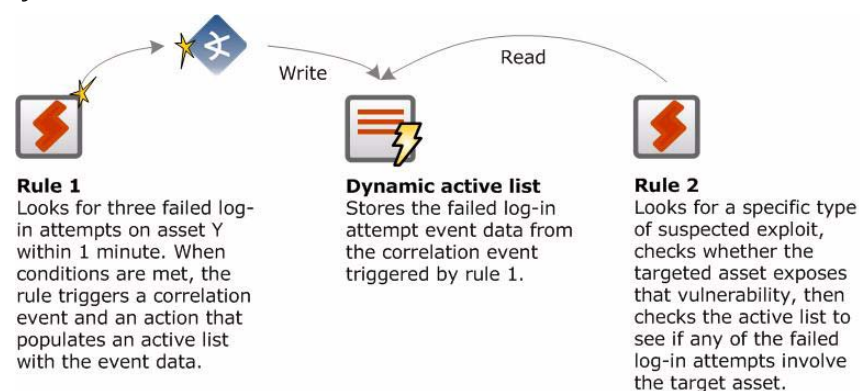 Write
Read
Rule 1
Looks for three failed log-
in attempts on asset Y
within 1 minute. When
conditions are met, the
rule triggers a correlation
event and an action that
populates an active list
with the event data.
Dynamic active list
Stores the failed log-in
attempt event data from
the correlation event
triggered by rule 1.
Rule 2
Looks for a specific type
of suspected exploit,
checks whether the
targeted asset exposes
that vulnerability, then
checks the active list to
see if any of the failed
log-in attempts involve
the target asset.